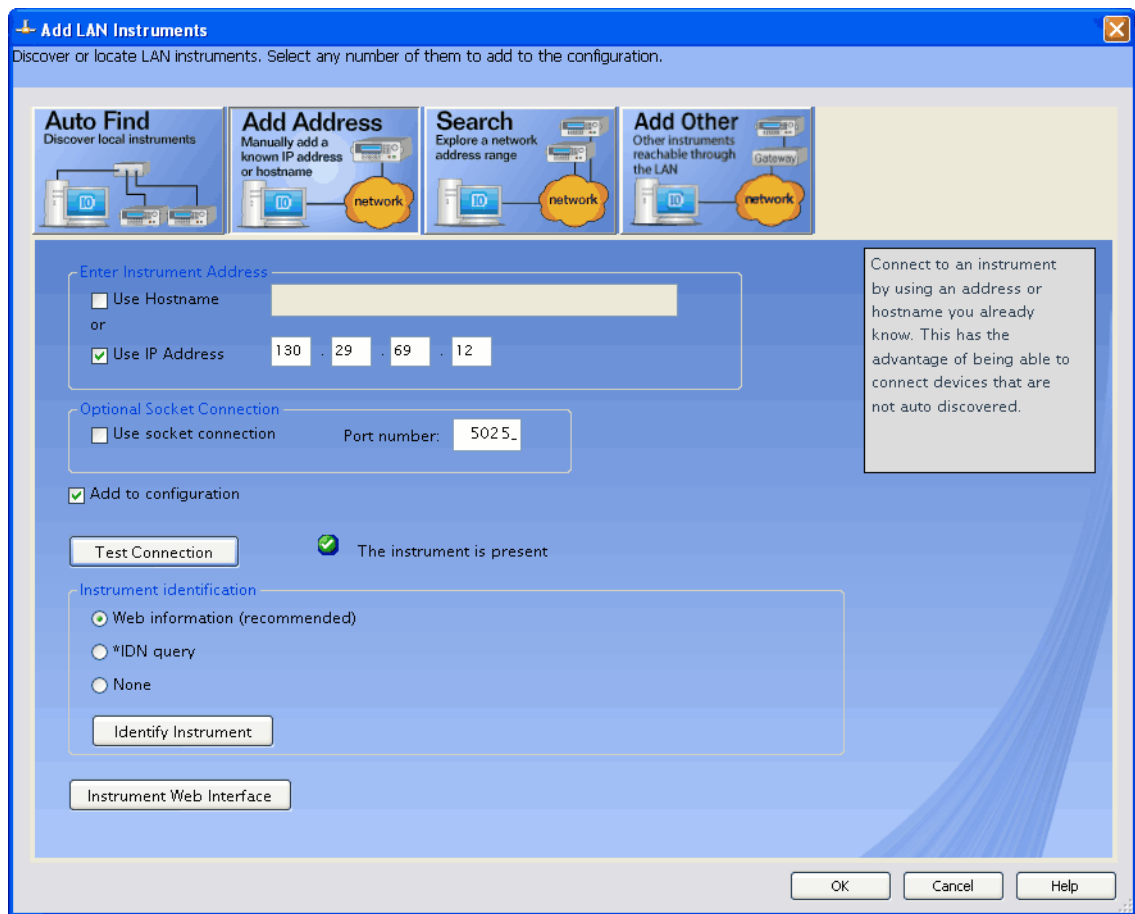 Add LAN Instruments
Discover or locate LAN instruments. Select any number of them to add to the configuration.
Auto Find
Discover local instruments
IO
Add Address
Manually add a
known IP address
or hostname
IO
network
Search
Explore a network
address range
IO
network
Add Other
Other instruments
reachable through
the LAN
Gateway
IO
network
Enter Instrument Address
Use Hostname
or
Use IP Address 130 . 29 . 69 . 12
Optional Socket Connection
Use socket connection Port number: 5025_
Add to configuration
Test Connection The instrument is present
Instrument identification
Web information (recommended)
*IDN query
None
Identify Instrument
Instrument Web Interface
Connect to an instrument
by using an address or
hostname you already
know. This has the
advantage of being able to
connect devices that are
not auto discovered.
OK Cancel Help